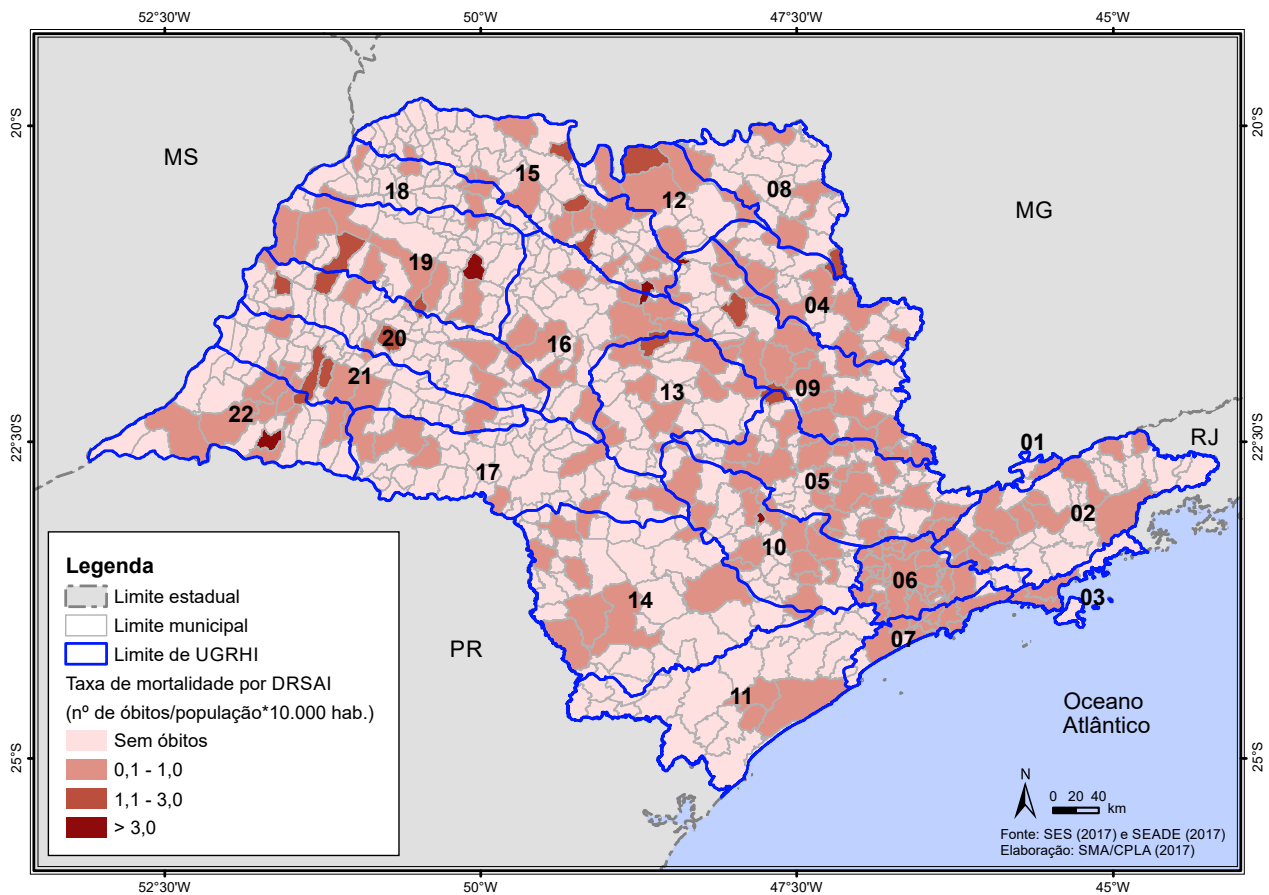 52°30'W 50°W 47°30'W 45°W
20°S 20°S
MS
15
18
12
08
MG
19
04
20
16
21
13
09
22
22°30'S 22°30'S
01
RJ
17
05
02
10
06
14
03
07
PR
11
Oceano
Atlântico
25°S 25°S
Legenda
Limite estadual
Limite municipal
Limite de UGRHI
Taxa de mortalidade por DRSAI
(nº de óbitos/população*10.000 hab.)
Sem óbitos
0,1 - 1,0
1,1 - 3,0
> 3,0
N
0 20 40
km
Fonte: SES (2017) e SEADE (2017)
Elaboração: SMA/CPLA (2017)
52°30'W 50°W 47°30'W 45°W